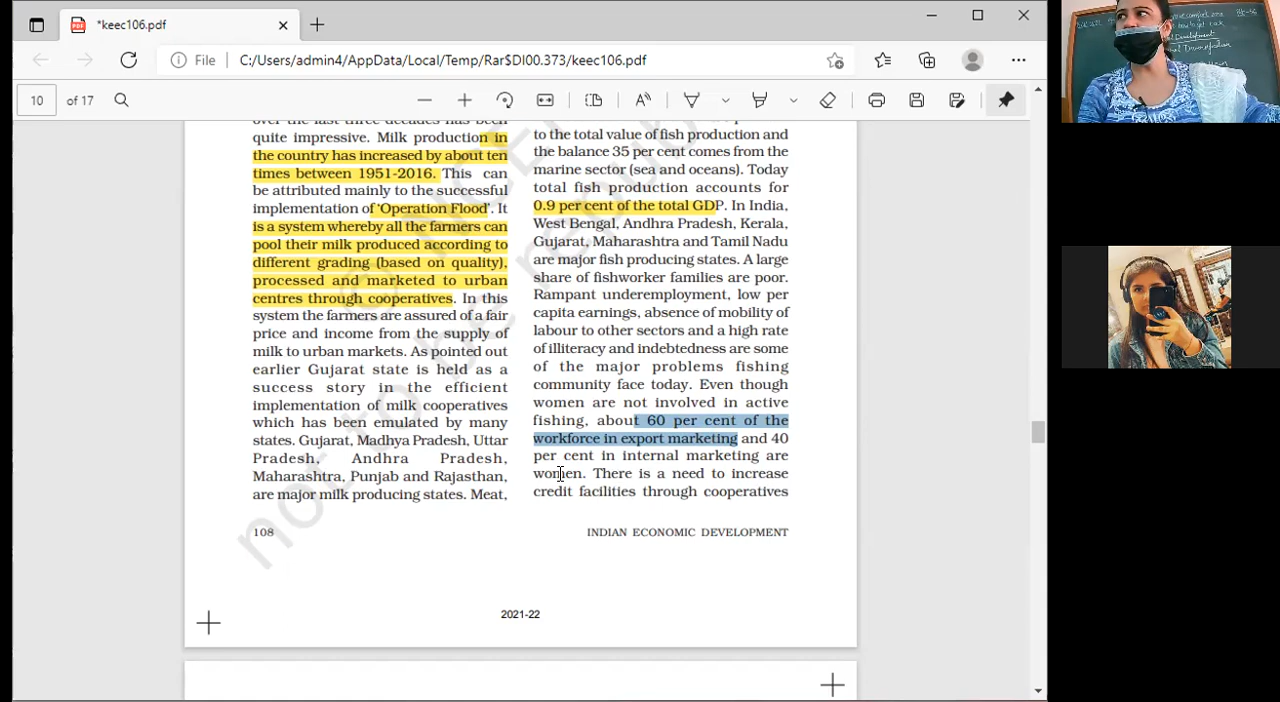 *keec106.pdf
File C:/Users/admin4/AppData/Local/Temp/Rar$DI00.373/keec106.pdf
10 of 17
over the last three decades has been
quite impressive. Milk production in
the country has increased by about ten
times between 1951-2016. This can
be attributed mainly to the successful
implementation of 'Operation Flood'. It
is a system whereby all the farmers can
pool their milk produced according to
different grading (based on quality),
processed and marketed to urban
centres through cooperatives. In this
system the farmers are assured of a fair
price and income from the supply of
milk to urban markets. As pointed out
earlier Gujarat state is held as a
success story in the efficient
implementation of milk cooperatives
which has been emulated by many
states. Gujarat, Madhya Pradesh, Uttar
Pradesh, Andhra Pradesh,
Maharashtra, Punjab and Rajasthan,
are major milk producing states. Meat,
to the total value of fish production and
the balance 35 per cent comes from the
marine sector (sea and oceans). Today
total fish production accounts for
0.9 per cent of the total GDP. In India,
West Bengal, Andhra Pradesh, Kerala,
Gujarat, Maharashtra and Tamil Nadu
are major fish producing states. A large
share of fishworker families are poor.
Rampant underemployment, low per
capita earnings, absence of mobility of
labour to other sectors and a high rate
of illiteracy and indebtedness are some
of the major problems fishing
community face today. Even though
women are not involved in active
fishing, about 60 per cent of the
workforce in export marketing and 40
per cent in internal marketing are
women. There is a need to increase
credit facilities through cooperatives
108
INDIAN ECONOMIC DEVELOPMENT
2021-22
not to be
Development